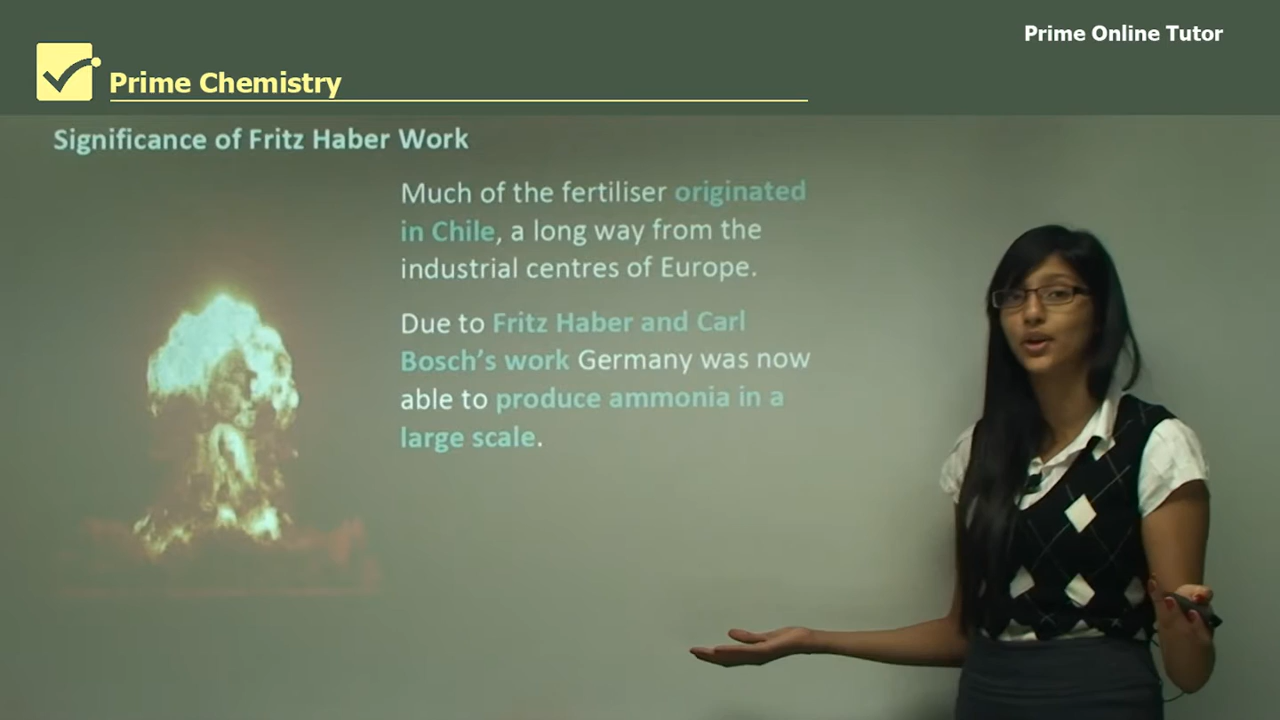 Prime Online Tutor
Prime Chemistry
Significance of Fritz Haber Work
Much of the fertiliser originated
in Chile, a long way from the
industrial centres of Europe.
Due to Fritz Haber and Carl
Bosch’s work Germany was now
able to produce ammonia in a
large scale.